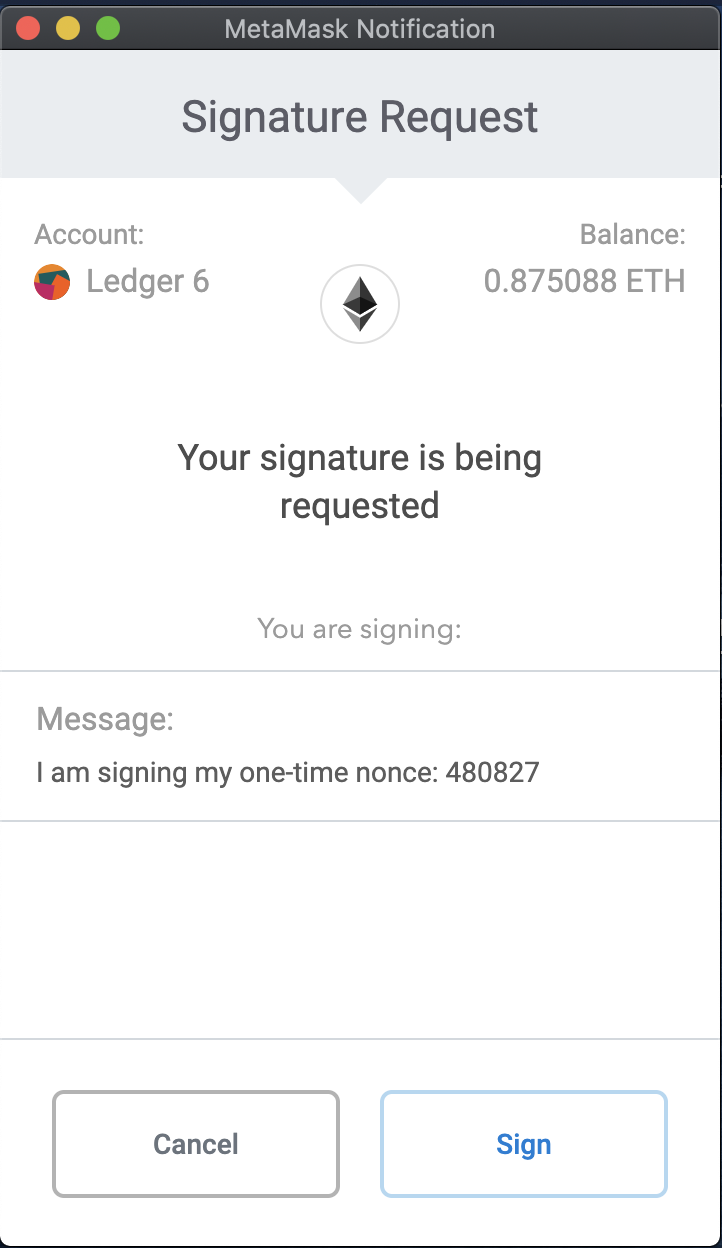 MetaMask Notification
Signature Request
Account:
Balance:
Ledger 6
0.875088 ETH
Your signature is being
requested
You are signing:
Message:
I am signing my one-time nonce: 480827
Cancel
Sign